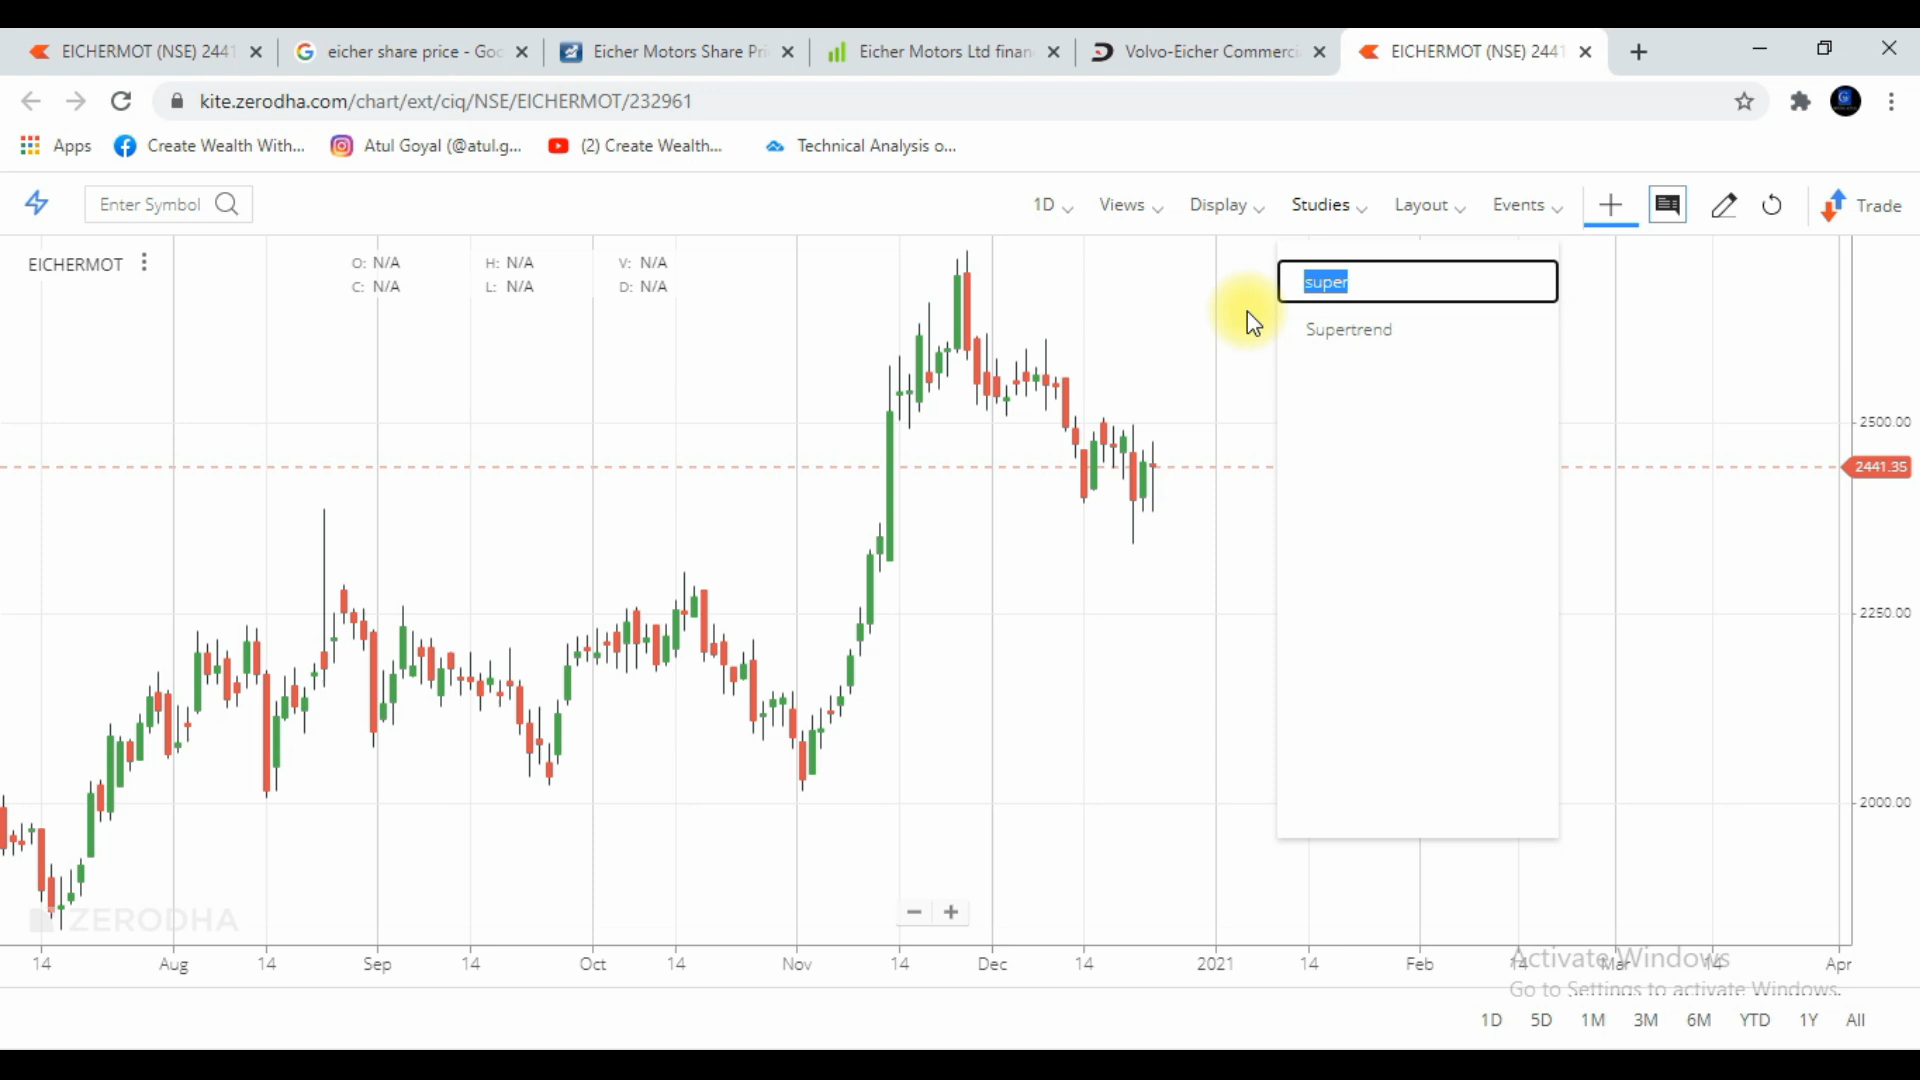 EICHERMOT (NSE) 2441
eicher share price - Goo
Eicher Motors Share Pri
Eicher Motors Ltd finan
Volvo-Eicher Commerci
EICHERMOT (NSE) 2441
kite.zerodha.com/chart/ext/ciq/NSE/EICHERMOT/232961
Apps
Create Wealth With...
Atul Goyal (@atul.g...
(2) Create Wealth...
Technical Analysis o...
Enter Symbol
1D
Views
Display
Studies
Layout
Events
Trade
EICHERMOT
O: N/A
H: N/A
V: N/A
C: N/A
L: N/A
D: N/A
super
Supertrend
2500.00
2441.35
2250.00
2000.00
ZERODHA
14
Aug
14
Sep
14
Oct
14
Nov
14
Dec
14
2021
14
Feb
14
Mar
14
Apr
Activate Windows
Go to Settings to activate Windows.
1D
5D
1M
3M
6M
YTD
1Y
All